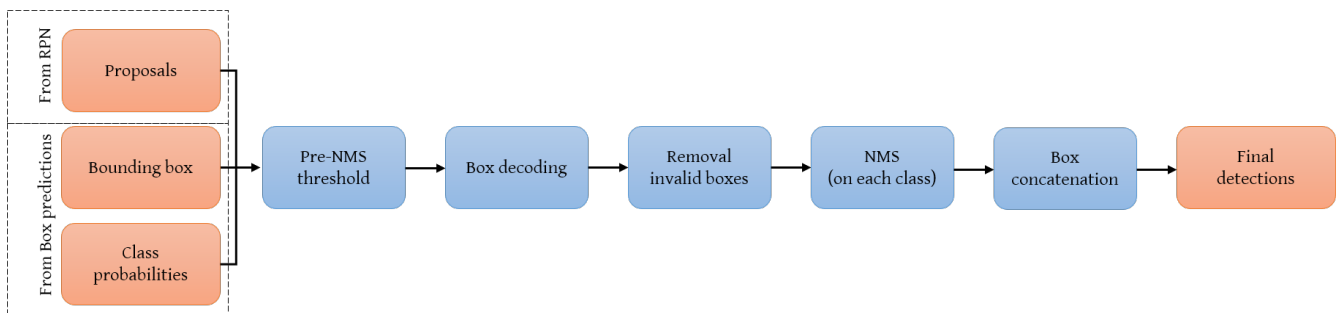 From RPN
Proposals
From Box predictions
Bounding box
Class
probabilities
Pre-NMS
threshold
Box decoding
Removal
invalid boxes
NMS
(on each class)
Box
concatenation
Final
detections